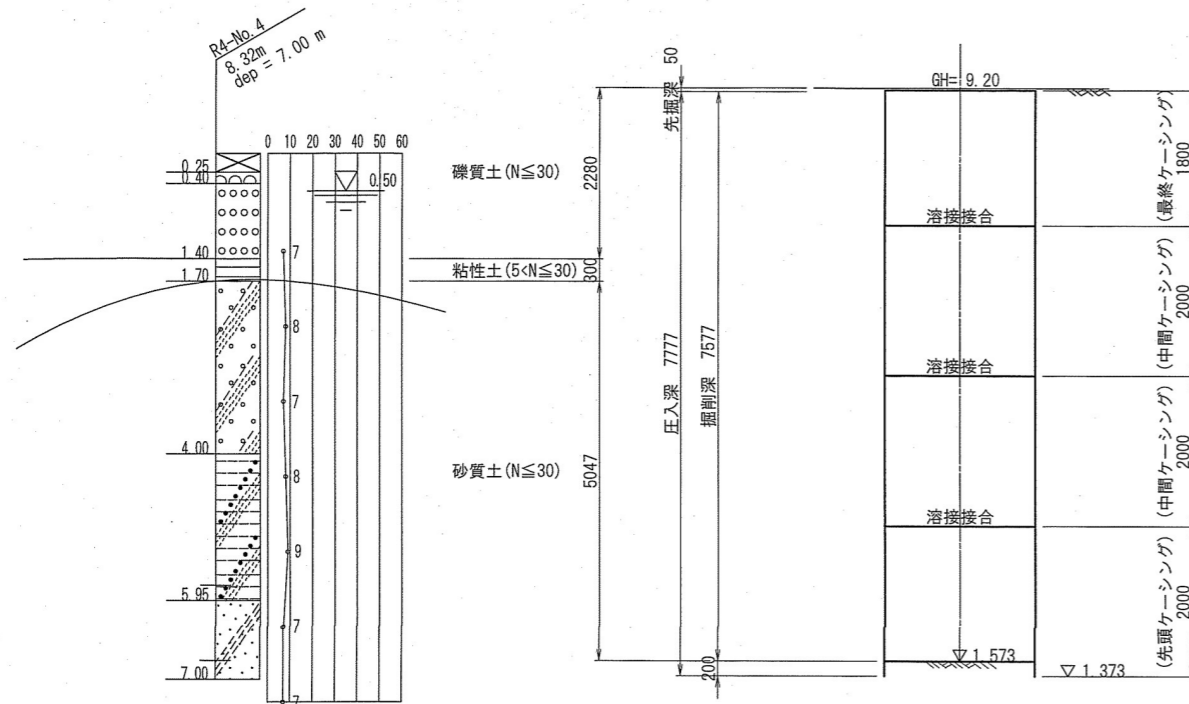 R4-No.4
8.32m
dep = 7.00 m
0 10 20 30 40 50 60
0.25
0.40
0.50
1.40
1.70
4.00
5.95
7.00
7
8
7
8
9
7
7
礫質土(N≦30)
粘性土(5<N≦30)
砂質土(N≦30)
2280
300
5047
先掘深 50
圧入深 7777
掘削深 7577
200
GH= 9.20
溶接接合
溶接接合
溶接接合
1.573
1.373
(最終ケーシング)
1800
(中間ケーシング)
2000
(中間ケーシング)
2000
(先頭ケーシング)
2000